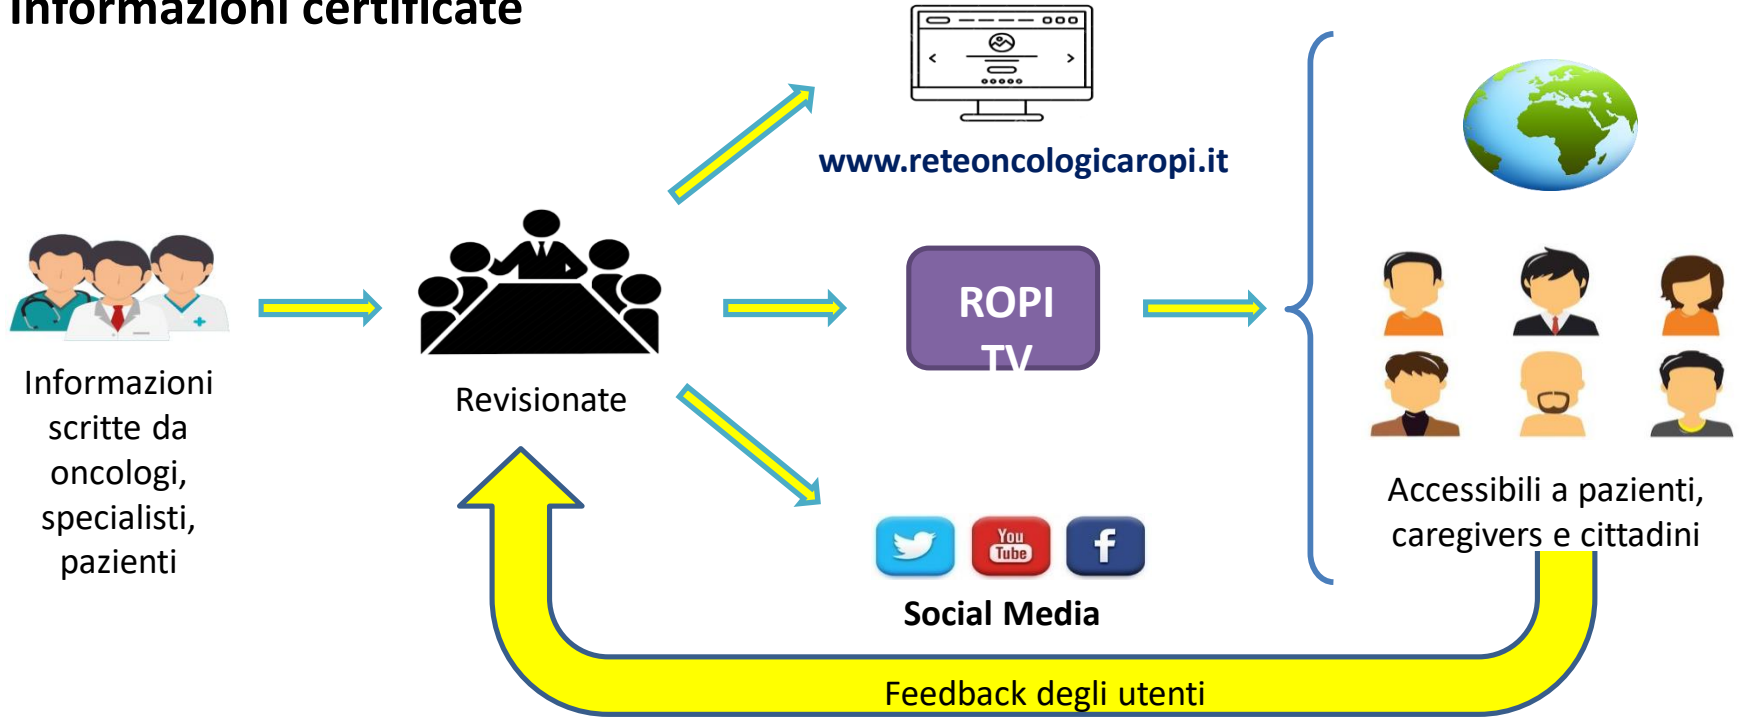 Informazioni certificate
www.reteoncologicaropi.it
ROPI
TV
Informazioni
scritte da
oncologi,
specialisti,
pazienti
Revisionate
You
Tube
f
Social Media
Accessibili a pazienti,
caregivers e cittadini
Feedback degli utenti